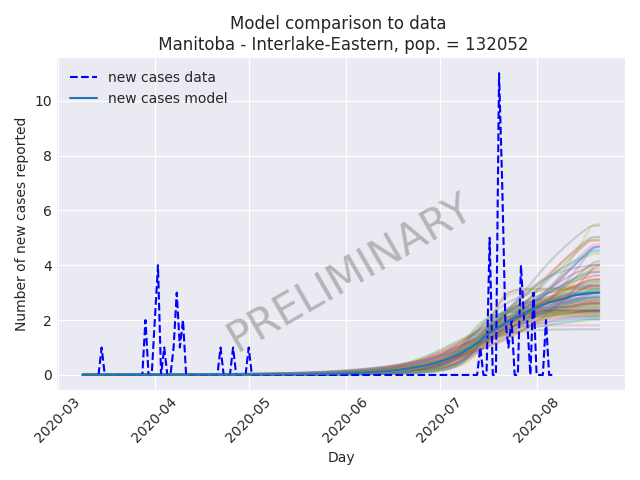 Model comparison to data
Manitoba - Interlake-Eastern, pop. = 132052
new cases data
new cases model
Number of new cases reported
10
8
6
4
2
0
PRELIMINARY
2020-03
2020-04
2020-05
2020-06
2020-07
2020-08
Day